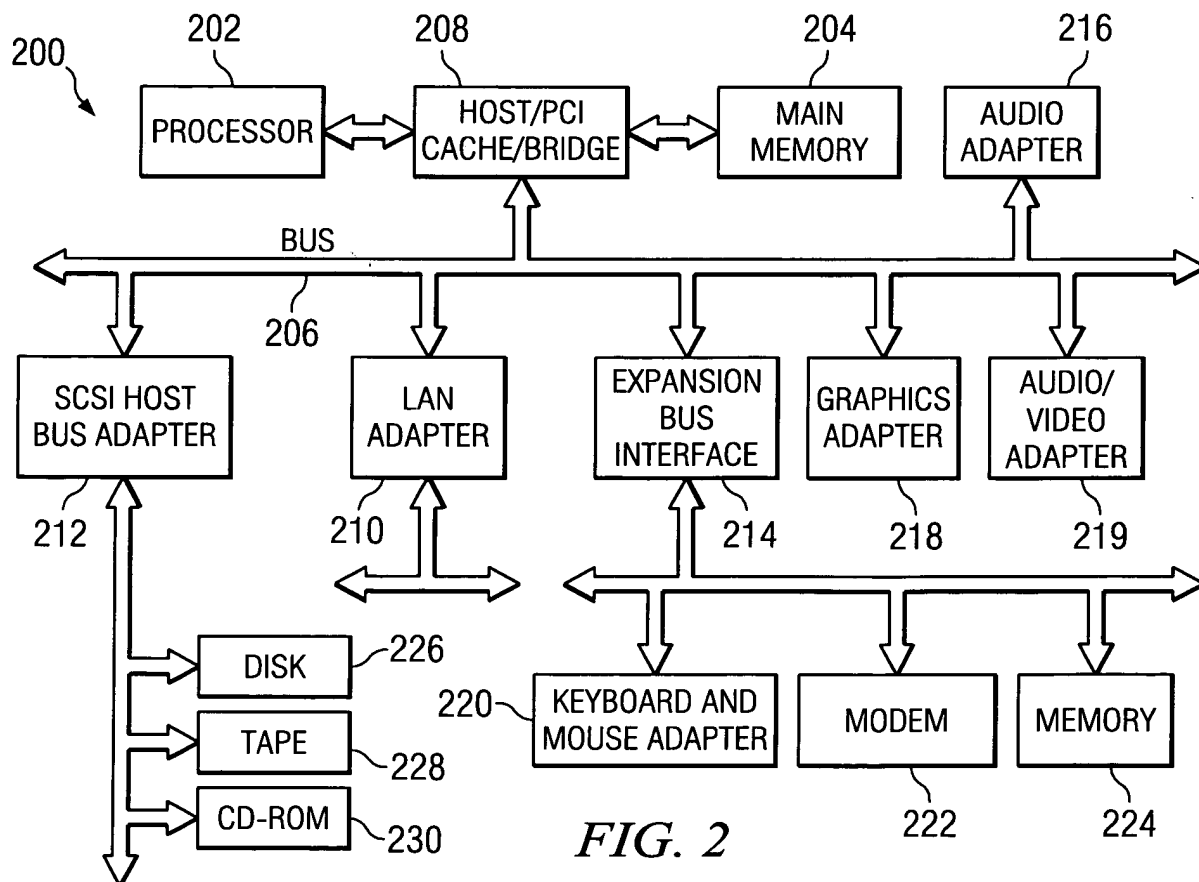 200
202
208
204
216
PROCESSOR
HOST/PCI
CACHE/BRIDGE
MAIN
MEMORY
AUDIO
ADAPTER
BUS
206
SCSI HOST
BUS ADAPTER
LAN
ADAPTER
EXPANSION
BUS
INTERFACE
GRAPHICS
ADAPTER
AUDIO/
VIDEO
ADAPTER
212
210
214
218
219
DISK
226
TAPE
228
CD-ROM
230
220
KEYBOARD AND
MOUSE ADAPTER
MODEM
MEMORY
222
224
FIG. 2